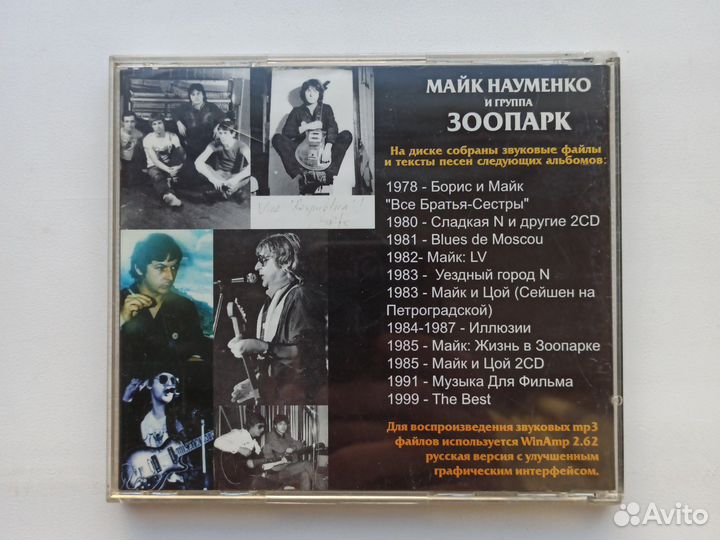 МАЙК НАУМЕНКО
И ГРУППА
ЗООПАРК
На диске собраны звуковые файлы
и тексты песен следующих альбомов:
1978 - Борис и Майк
"Все Братья-Сестры"
1980 - Сладкая N и другие 2CD
1981 - Blues de Moscou
1982- Майк: LV
1983 - Уездный город N
1983 - Майк и Цой (Сейшен на
Петроградской)
1984-1987 - Иллюзии
1985 - Майк: Жизнь в Зоопарке
1985 - Майк и Цой 2CD
1991 - Музыка Для Фильма
1999 - The Best
Для воспроизведения звуковых mp3
файлов используется WinAmp 2.62
русская версия с улучшенным
графическим интерфейсом.
Avito